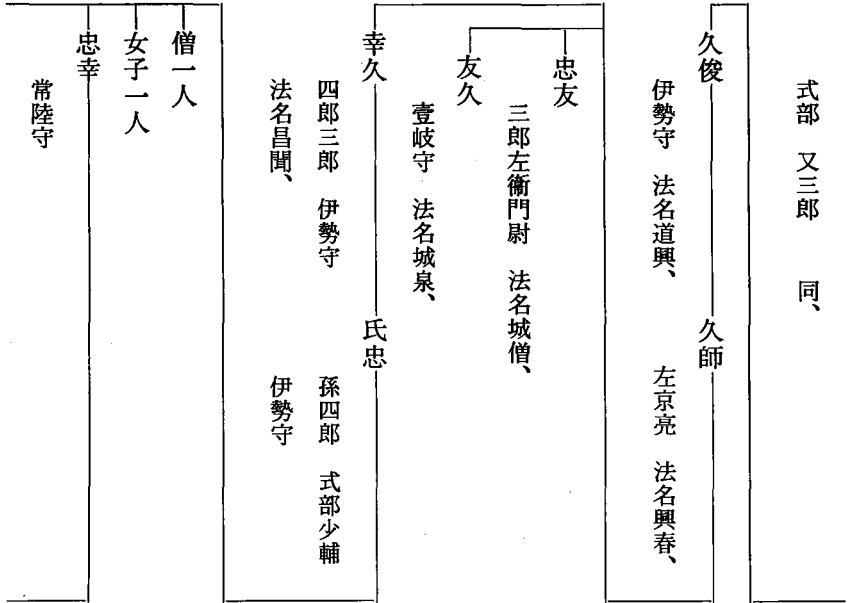 式部 又三郎 同、
久俊
伊勢守 法名道興、
久師
左京亮 法名興春、
忠友
三郎左衞門尉 法名城僧、
友久
壹岐守 法名城泉、
幸久
四郎三郎 伊勢守
法名昌聞、
氏忠
孫四郎 式部少輔
伊勢守
僧一人
女子一人
忠幸
常陸守